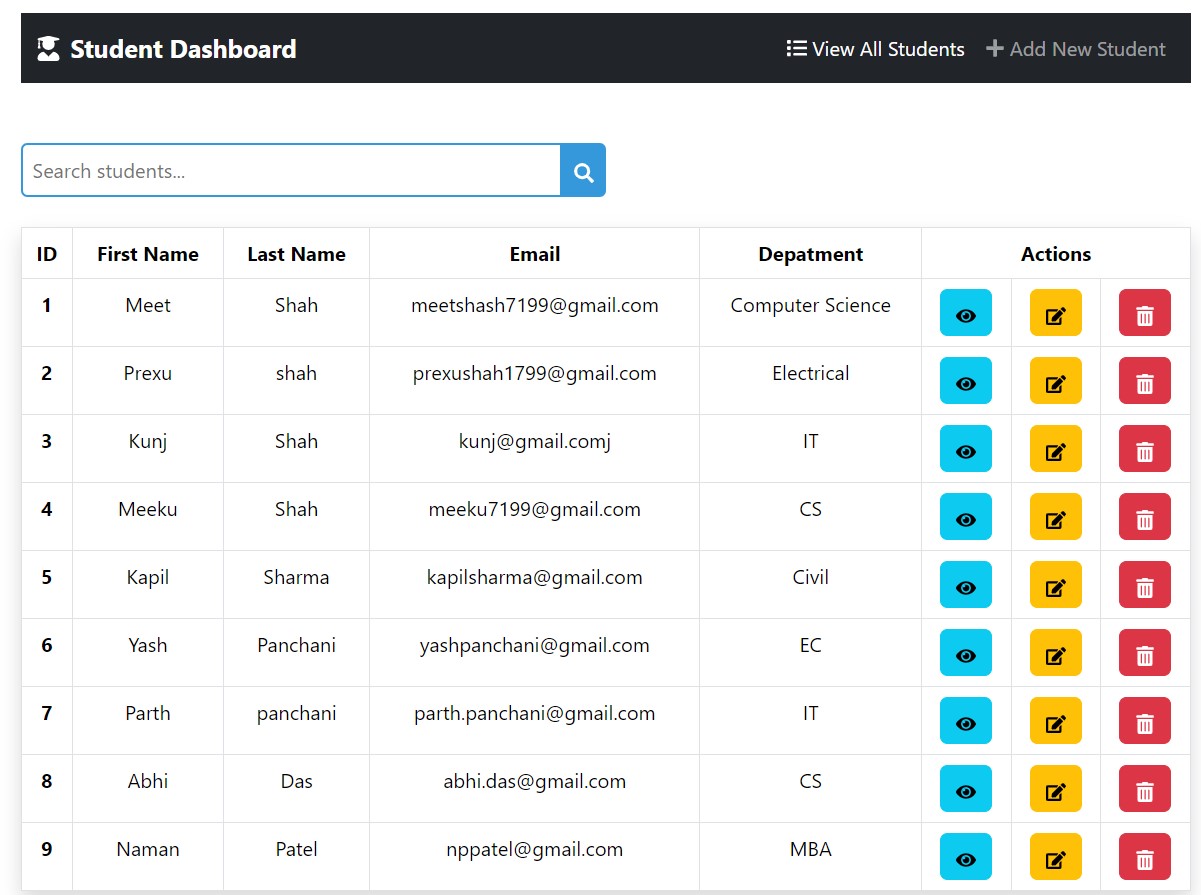 Student Dashboard View All Students Add New Student
Search students...
ID First Name Last Name Email Depatment Actions
1 Meet Shah meetshash7199@gmail.com Computer Science
2 Prexu shah prexushah1799@gmail.com Electrical
3 Kunj Shah kunj@gmail.comj IT
4 Meeku Shah meeku7199@gmail.com CS
5 Kapil Sharma kapilsharma@gmail.com Civil
6 Yash Panchani yashpanchani@gmail.com EC
7 Parth panchani parth.panchani@gmail.com IT
8 Abhi Das abhi.das@gmail.com CS
9 Naman Patel nppatel@gmail.com MBA